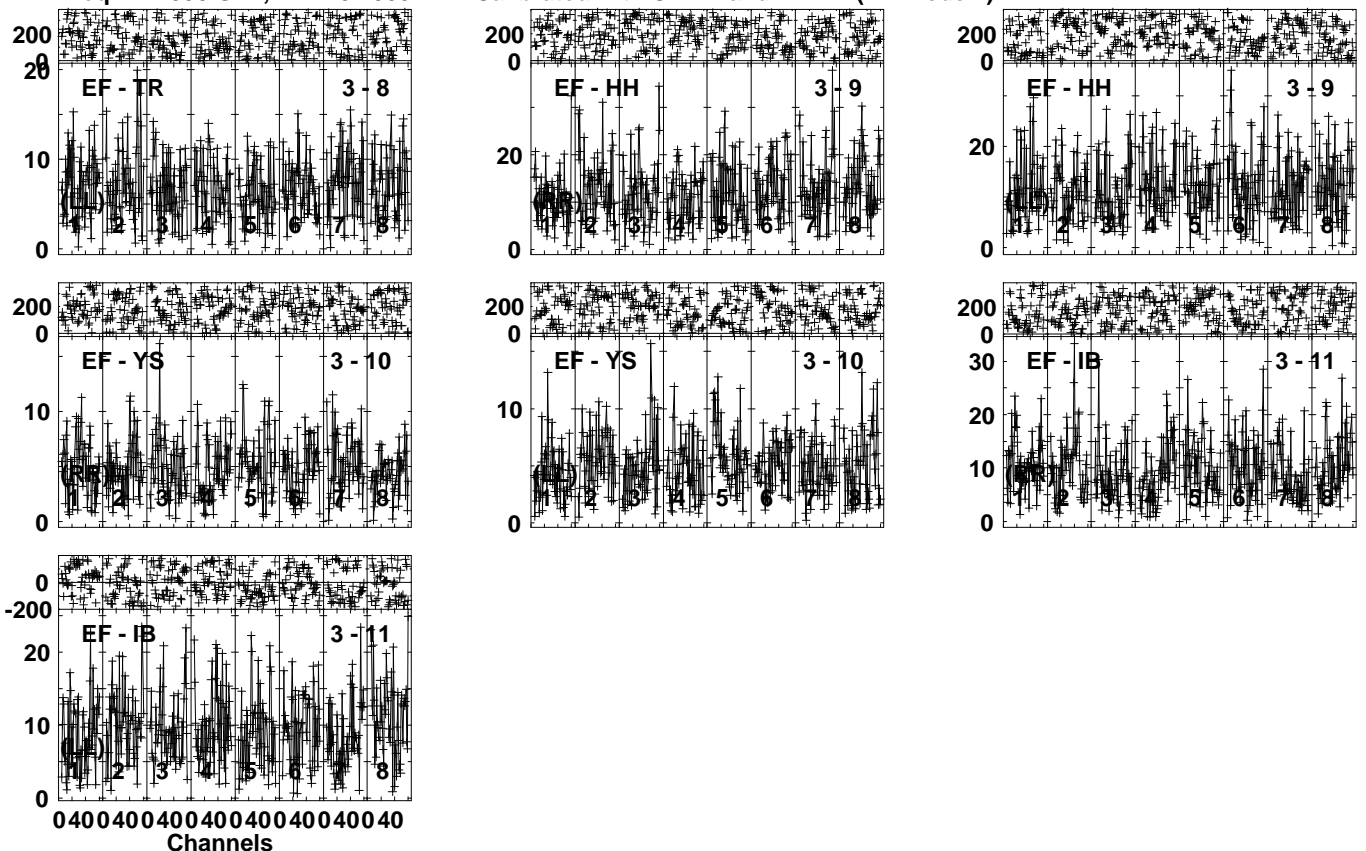 200 0
20 10 0
EF - TR 3 - 8
(LL)
1 2 3 4 5 6 7 8
200 0
20 0
EF - HH 3 - 9
(RR)
1 2 3 4 5 6 7 8
200 0
20 0
EF - HH 3 - 9
(LL)
1 2 3 4 5 6 7 8
200 0
10 0
EF - YS 3 - 10
(RR)
1 2 3 4 5 6 7 8
200 0
10 0
EF - YS 3 - 10
(LL)
1 2 3 4 5 6 7 8
200 0
30 20 10 0
EF - IB 3 - 11
(RR)
1 2 3 4 5 6 7 8
0 -200
20 10 0
EF - IB 3 - 11
(LL)
1 2 3 4 5 6 7 8
0 40 0 40 0 40 0 40 0 40 0 40 0 40 0 40
Channels